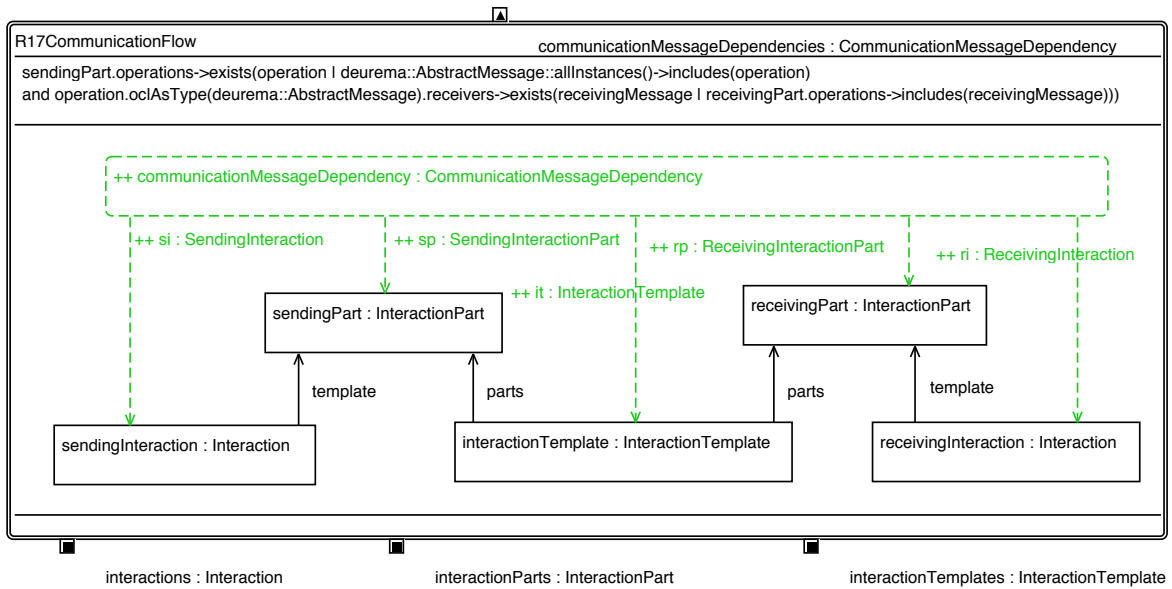 R17CommunicationFlow
communicationMessageDependencies : CommunicationMessageDependency
sendingPart.operations->exists(operation | deurema::AbstractMessage::allInstances()->includes(operation)
and operation.oclAsType(deurema::AbstractMessage).receivers->exists(receivingMessage | receivingPart.operations->includes(receivingMessage)))
++ communicationMessageDependency : CommunicationMessageDependency
++ si : SendingInteraction
++ sp : SendingInteractionPart
++ rp : ReceivingInteractionPart
++ ri : ReceivingInteraction
++ it : InteractionTemplate
sendingPart : InteractionPart
receivingPart : InteractionPart
template
parts
parts
template
sendingInteraction : Interaction
interactionTemplate : InteractionTemplate
receivingInteraction : Interaction
interactions : Interaction
interactionParts : InteractionPart
interactionTemplates : InteractionTemplate